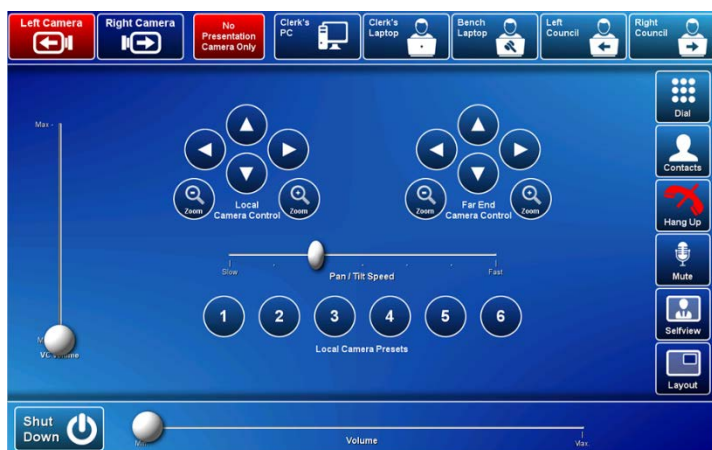 Left Camera
Right Camera
No
Presentation
Camera Only
Clerk's
PC
Clerk's
Laptop
Bench
Laptop
Left
Council
Right
Council
Max -
Dial
Contacts
Hang Up
Mute
Selfview
Layout
Zoom
Local
Camera Control
Zoom
Zoom
Far End
Camera Control
Zoom
Slow
Fast
Pan / Tilt Speed
1
2
3
4
5
6
Local Camera Presets
VC Volume
Shut
Down
Volume
Max.